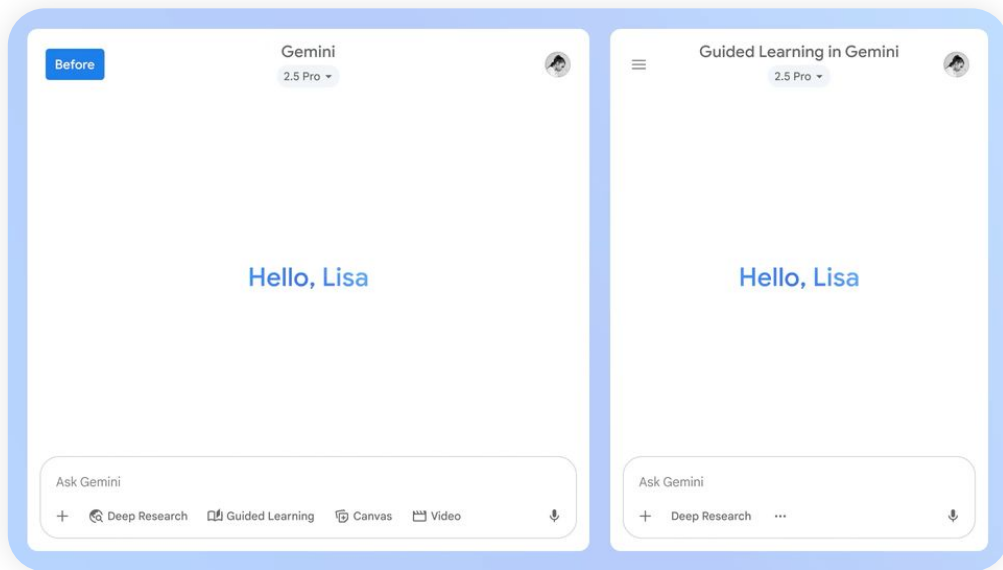 Before
Gemini
2.5 Pro
Hello, Lisa
Ask Gemini
Deep Research Guided Learning Canvas Video
Guided Learning in Gemini
2.5 Pro
Hello, Lisa
Ask Gemini
Deep Research ...